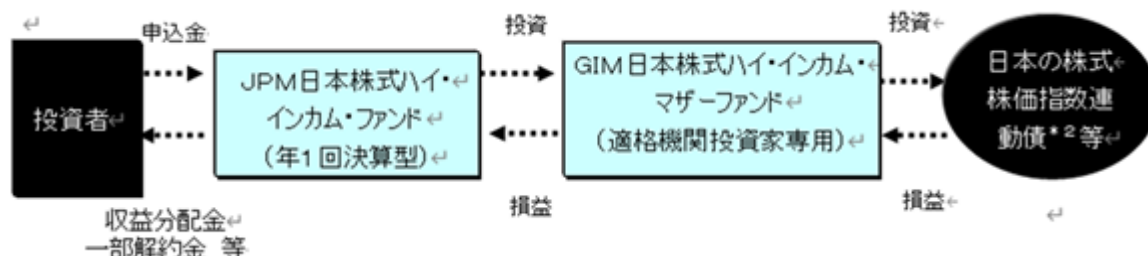 申込金
投資
投資
投資者
JPM日本株式ハイ・
インカム・ファンド
(年1回決算型)
GIM日本株式ハイ・インカム・
マザーファンド
(適格機関投資家専用)
日本の株式
株価指数連
動債*2等
収益分配金
一部解約金 等
損益
損益